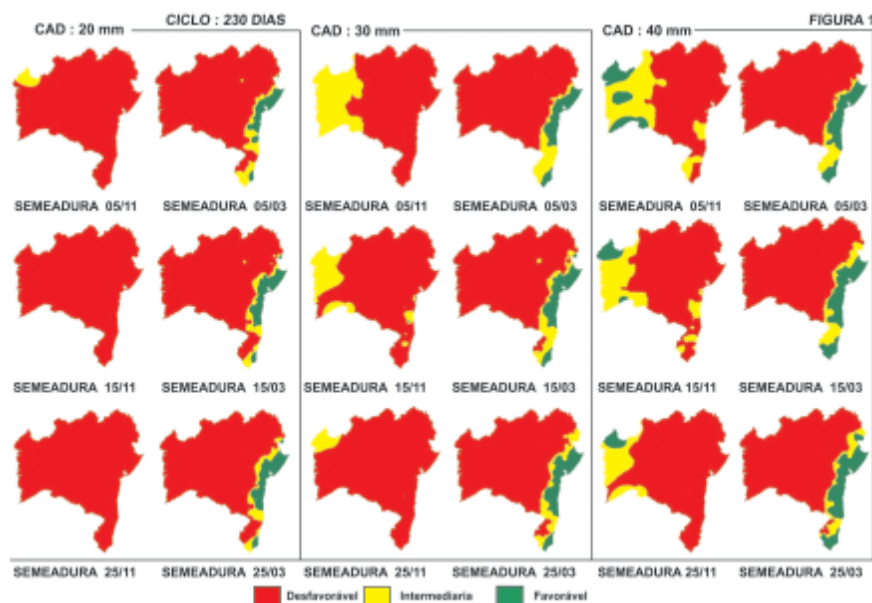 CICLO : 230 DIAS
FIGURA 1
CAD : 20 mm
CAD : 30 mm
CAD : 40 mm
SEMEADURA 05/11
SEMEADURA 05/03
SEMEADURA 05/11
SEMEADURA 05/03
SEMEADURA 05/11
SEMEADURA 05/03
SEMEADURA 15/11
SEMEADURA 15/03
SEMEADURA 15/11
SEMEADURA 15/03
SEMEADURA 15/11
SEMEADURA 15/03
SEMEADURA 25/11
SEMEADURA 25/03
SEMEADURA 25/11
SEMEADURA 25/03
SEMEADURA 25/11
SEMEADURA 25/03
Desfavorável
Intermediaria
Favorável